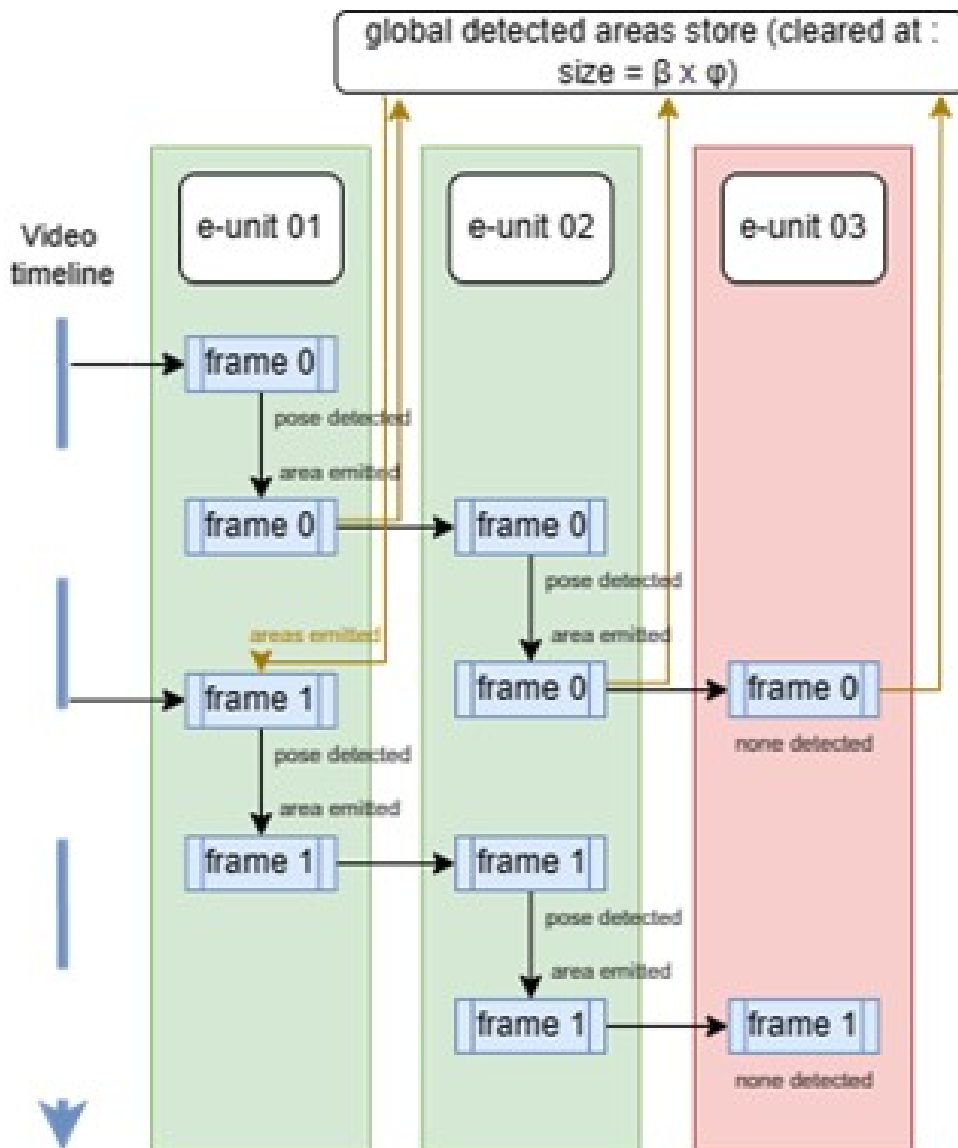 global detected areas store (cleared at :
size = β x φ)
e-unit 01
e-unit 02
e-unit 03
Video
timeline
frame 0
pose detected
area emitted
frame 0
frame 0
pose detected
areas emitted
area emitted
frame 1
frame 0
frame 0
pose detected
none detected
area emitted
frame 1
frame 1
pose detected
area emitted
frame 1
frame 1
none detected